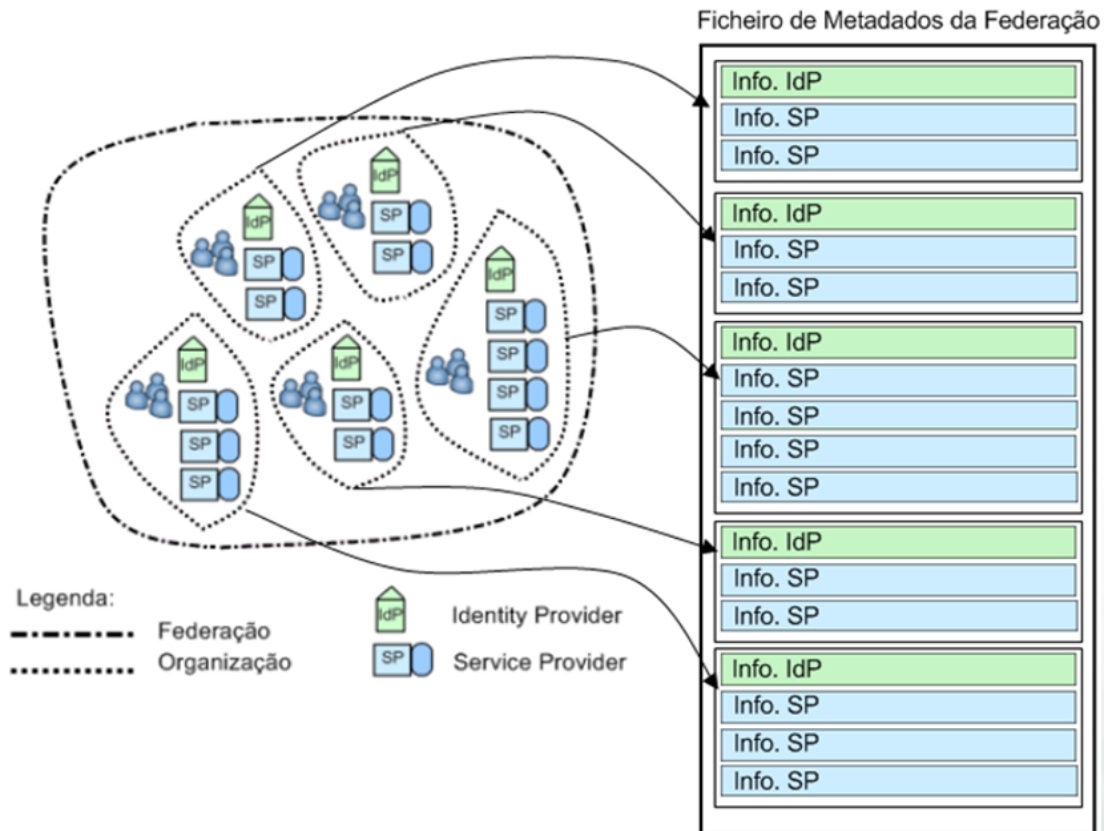 Ficheiro de Metadados da Federação
Info. IdP
Info. SP
Info. SP
Info. IdP
Info. SP
Info. SP
Info. IdP
Info. SP
Info. SP
Info. SP
Info. SP
Info. IdP
Info. SP
Info. SP
Info. IdP
Info. SP
Info. SP
Info. SP
IdP
SP
SP
IdP
SP
SP
IdP
SP
SP
SP
SP
IdP
SP
SP
SP
IdP
SP
SP
Legenda:
Federação
Organização
IdP
Identity Provider
SP
Service Provider